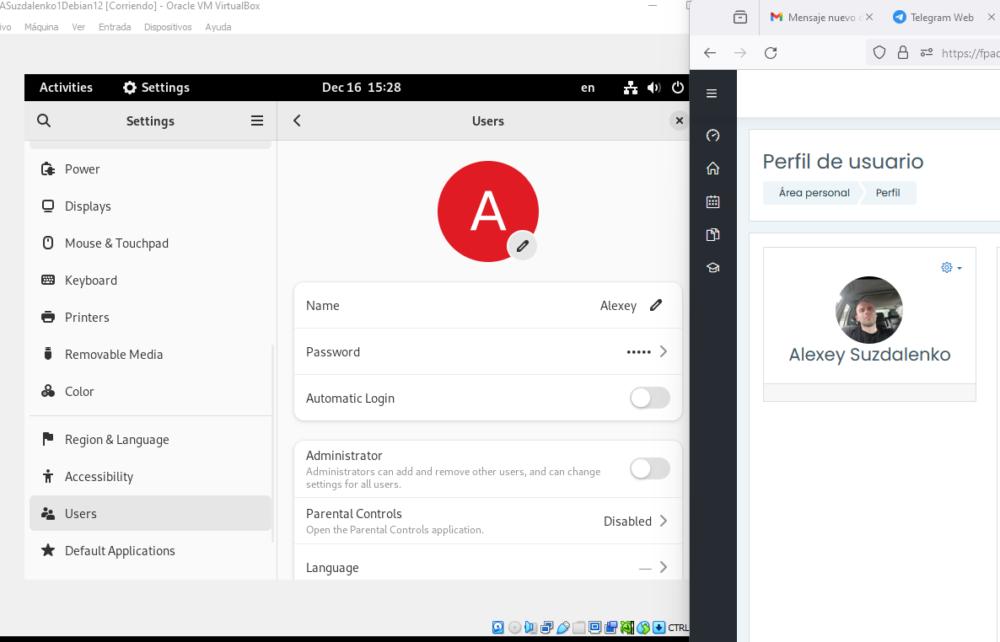 ASuzdalenko1Debian12 [Corriendo] - Oracle VM VirtualBox
ivo Máquina Ver Entrada Dispositivos Ayuda
Activities Settings Dec 16 15:28 en
Settings
Power
Displays
Mouse & Touchpad
Keyboard
Printers
Removable Media
Color
Region & Language
Accessibility
Users
Default Applications
Users
A
Name Alexey
Password •••••
Automatic Login
Administrator
Administrators can add and remove other users, and can change
settings for all users.
Parental Controls
Open the Parental Controls application.
Disabled
Language —
CTRL
Mensaje nuevo
Telegram Web
https://fpad
Perfil de usuario
Área personal Perfil
Alexey Suzdalenko